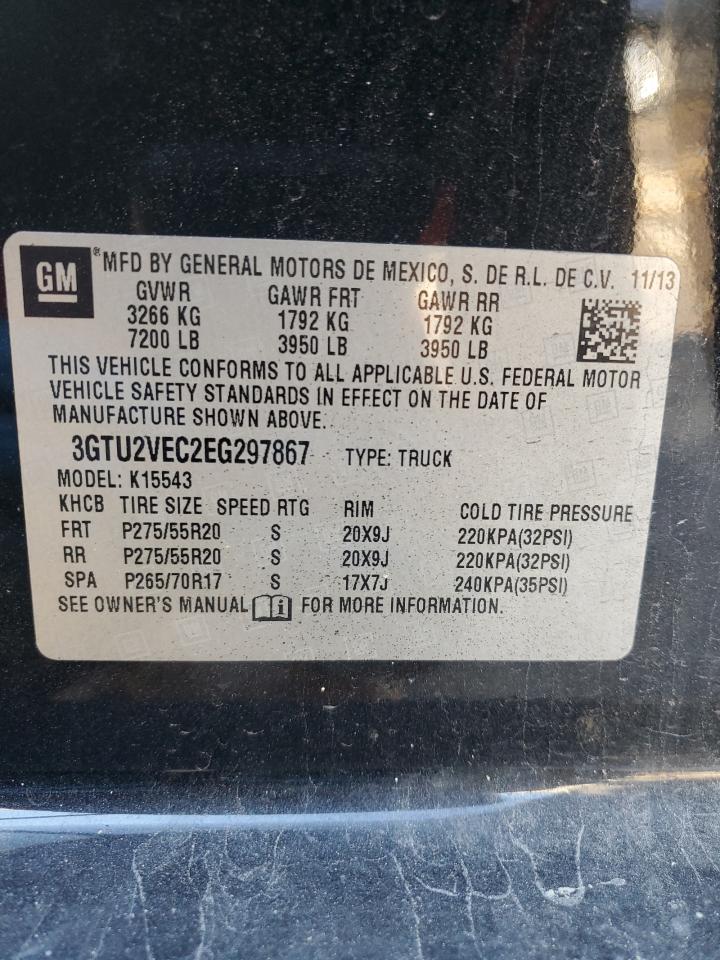 GM ® MFD BY GENERAL MOTORS DE MEXICO, S. DE R.L. DE C.V. 11/13
GVWR GAWR FRT GAWR RR
3266 KG 1792 KG 1792 KG
7200 LB 3950 LB 3950 LB
THIS VEHICLE CONFORMS TO ALL APPLICABLE U.S. FEDERAL MOTOR
VEHICLE SAFETY STANDARDS IN EFFECT ON THE DATE OF
MANUFACTURE SHOWN ABOVE.
3GTU2VEC2EG297867 TYPE: TRUCK
MODEL: K15543
KHCB TIRE SIZE SPEED RTG RIM COLD TIRE PRESSURE
FRT P275/55R20 S 20X9J 220KPA(32PSI)
RR P275/55R20 S 20X9J 220KPA(32PSI)
SPA P265/70R17 S 17X7J 240KPA(35PSI)
SEE OWNER'S MANUAL i FOR MORE INFORMATION.